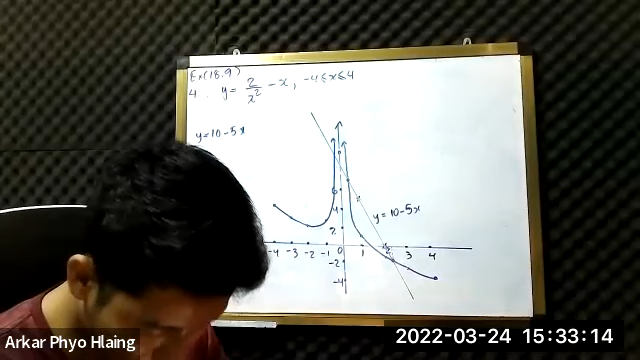 Ex(18.9)
4. y = 2/x² - x, -4≤x≤4
y=10-5x
6
4
y=10-5x
2
-4 -3 -2 -1 0 1 2 3 4
-2
-4
Arkar Phyo Hlaing
2022-03-24 15:33:14